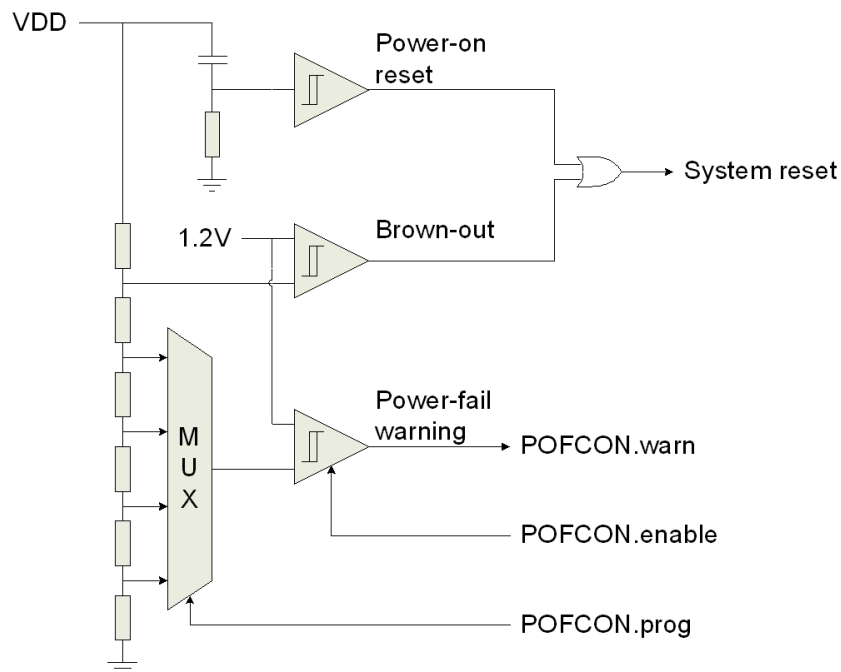 VDD
Power-on
reset
System reset
1.2V
Brown-out
Power-fail
warning
POFCON.warn
M
U
X
POFCON.enable
POFCON.prog